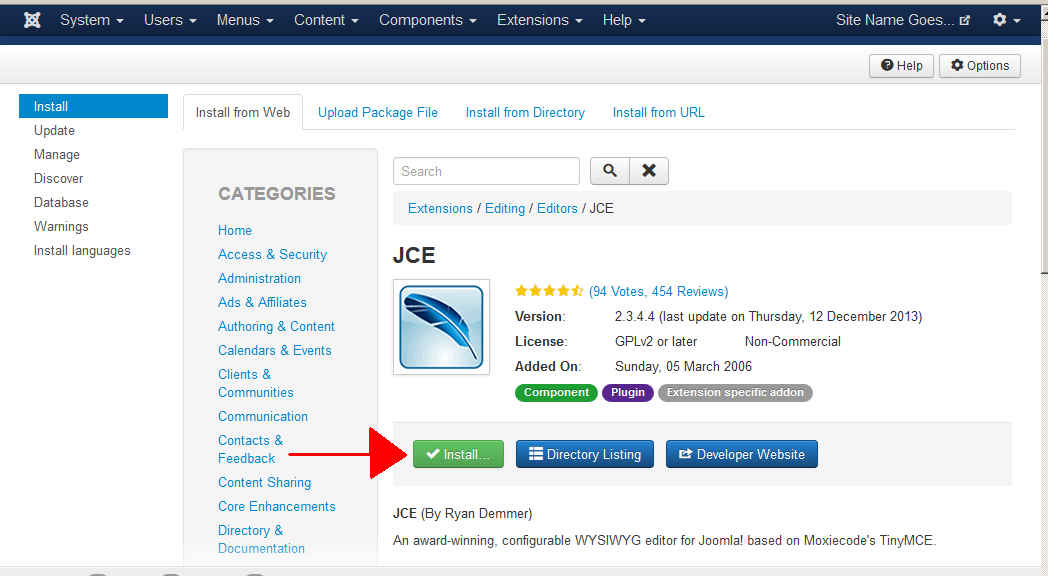 System Users Menus Content Components Extensions Help Site Name Goes...
Help Options
Install
Update
Manage
Discover
Database
Warnings
Install languages
Install from Web Upload Package File Install from Directory Install from URL
CATEGORIES
Home
Access & Security
Administration
Ads & Affiliates
Authoring & Content
Calendars & Events
Clients &
Communities
Communication
Contacts &
Feedback
Content Sharing
Core Enhancements
Directory &
Documentation
Search
Extensions / Editing / Editors / JCE
JCE
(94 Votes, 454 Reviews)
Version: 2.3.4.4 (last update on Thursday, 12 December 2013)
License: GPLv2 or later Non-Commercial
Added On: Sunday, 05 March 2006
Component Plugin Extension specific addon
Install... Directory Listing Developer Website
JCE (By Ryan Demmer)
An award-winning, configurable WYSIWYG editor for Joomla! based on Moxiecode's TinyMCE.